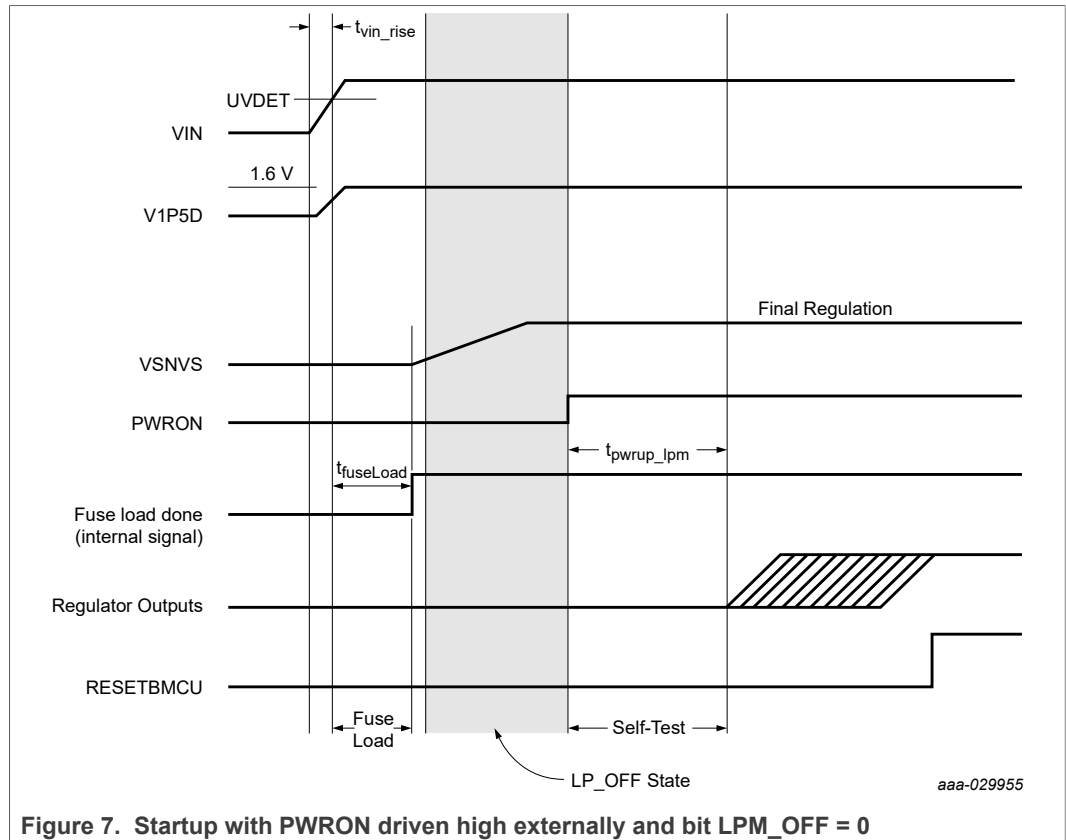 tvin_rise
UVDET
VIN
1.6 V
V1P5D
Final Regulation
VSNVS
PWRON
tfuseLoad
tpwrup_lpm
Fuse load done
(internal signal)
Regulator Outputs
RESETBMCU
Fuse
Load
Self-Test
LP_OFF State
aaa-029955
Figure 7. Startup with PWRON driven high externally and bit LPM_OFF = 0